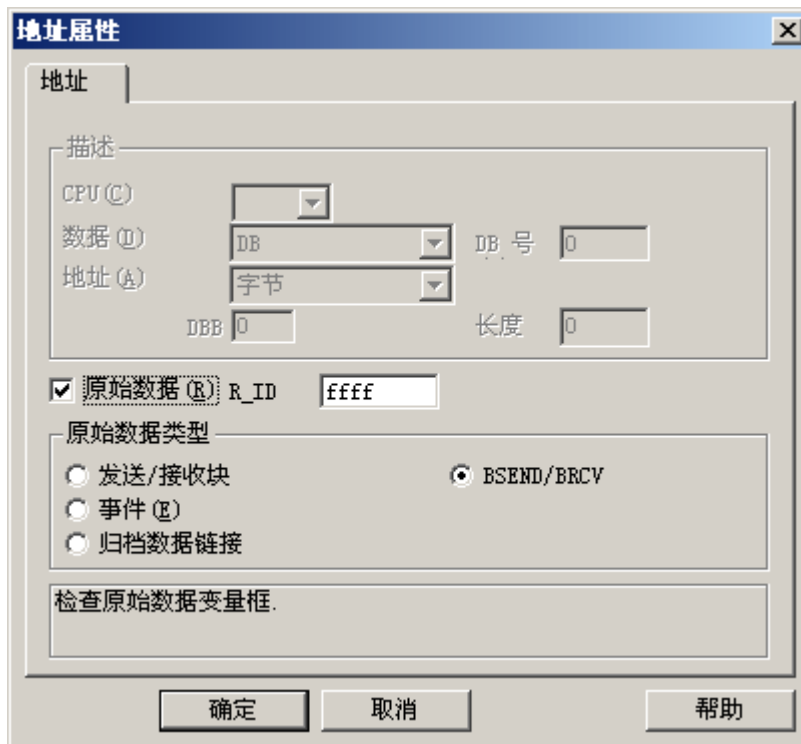 地址属性
地址
描述
CPU(C)
数据(D) DB DB 号 0
地址(A) 字节
DBB 0 长度 0
原始数据(R) R_ID ffff
原始数据类型
发送/接收块 BSEND/BRCV
事件(E)
归档数据链接
检查原始数据变量框.
确定 取消 帮助